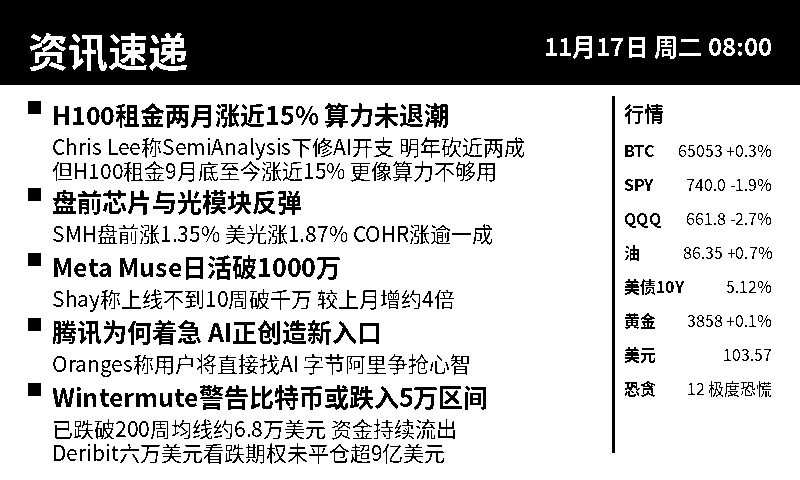 资讯速递
11月17日 周二 08:00
H100租金两月涨近15% 算力未退潮
Chris Lee称SemiAnalysis下修AI开支 明年砍近两成
但H100租金9月底至今涨近15% 更像算力不够用
盘前芯片与光模块反弹
SMH盘前涨1.35% 美光涨1.87% COHR涨逾一成
Meta Muse日活破1000万
Shay称上线不到10周破千万 较上月增约4倍
腾讯为何着急 AI正创造新入口
Oranges称用户将直接找AI 字节阿里争抢心智
Wintermute警告比特币或跌入5万区间
已跌破200周均线约6.8万美元 资金持续流出
Deribit六万美元看跌期权未平仓超9亿美元
行情
BTC 65053 +0.3%
SPY 740.0 -1.9%
QQQ 661.8 -2.7%
油 86.35 +0.7%
美债10Y 5.12%
黄金 3858 +0.1%
美元 103.57
恐贪 12 极度恐慌